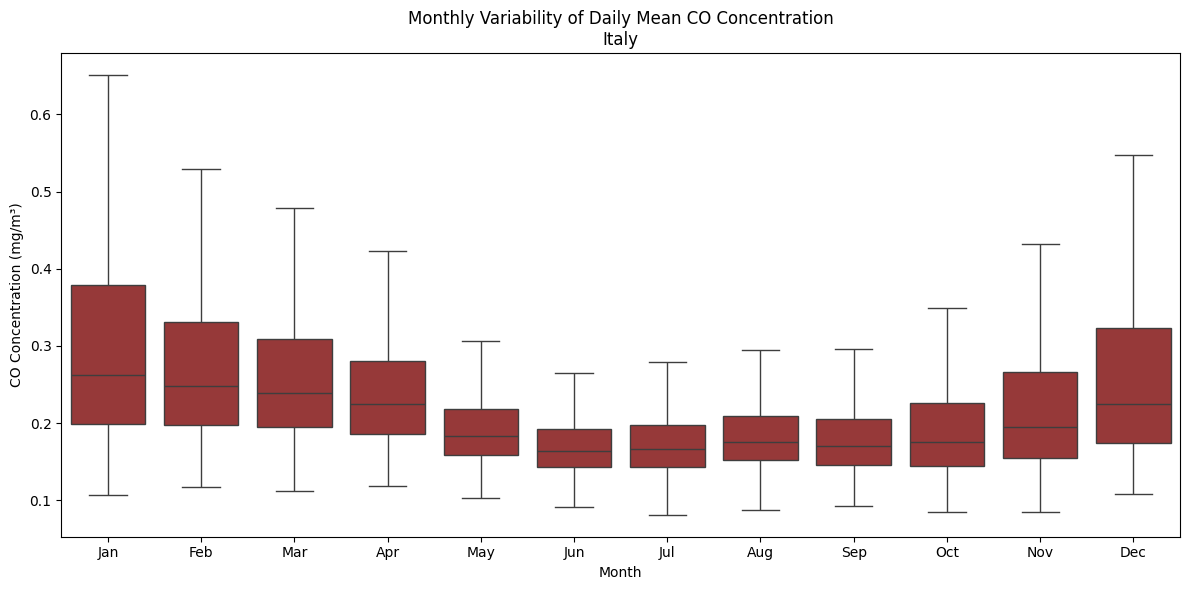 Monthly Variability of Daily Mean CO Concentration
Italy
CO Concentration (mg/m³)
0.6
0.5
0.4
0.3
0.2
0.1
Jan Feb Mar Apr May Jun Jul Aug Sep Oct Nov Dec
Month